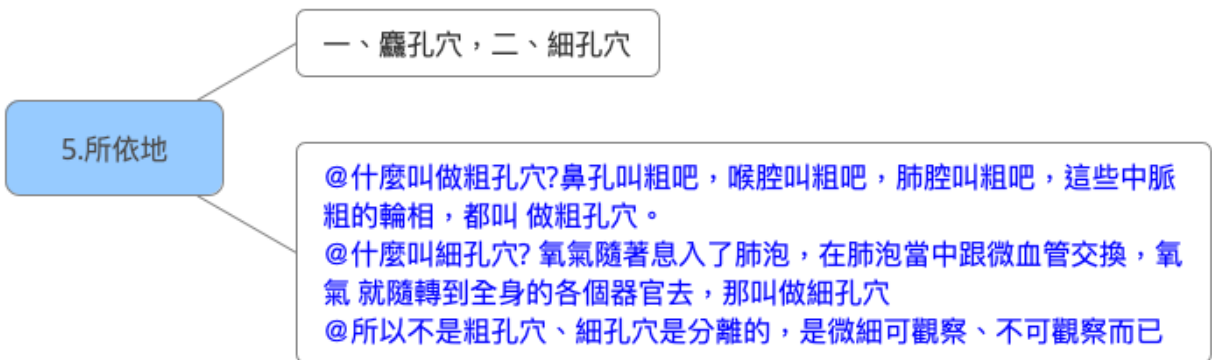 一、麤孔穴，二、細孔穴
5.所依地
@什麼叫做粗孔穴?鼻孔叫粗吧，喉腔叫粗吧，肺腔叫粗吧，這些中脈
粗的輪相，都叫 做粗孔穴。
@什麼叫細孔穴? 氧氣隨著息入了肺泡，在肺泡當中跟微血管交換，氧
氣 就隨轉到全身的各個器官去，那叫做細孔穴
@所以不是粗孔穴、細孔穴是分離的，是微細可觀察、不可觀察而已